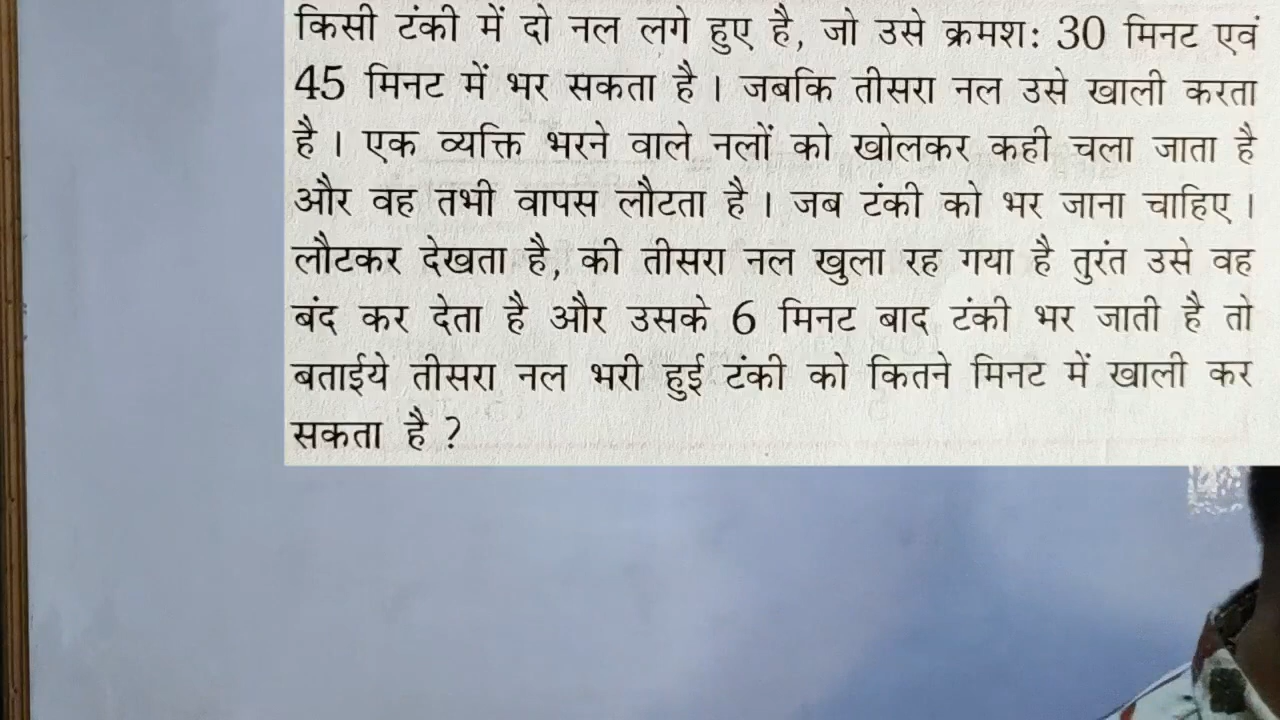 किसी टंकी में दो नल लगे हुए है, जो उसे क्रमश: 30 मिनट एवं
45 मिनट में भर सकता है । जबकि तीसरा नल उसे खाली करता
है । एक व्यक्ति भरने वाले नलों को खोलकर कही चला जाता है
और वह तभी वापस लौटता है । जब टंकी को भर जाना चाहिए ।
लौटकर देखता है, की तीसरा नल खुला रह गया है तुरंत उसे वह
बंद कर देता है और उसके 6 मिनट बाद टंकी भर जाती है तो
बताईये तीसरा नल भरी हुई टंकी को कितने मिनट में खाली कर
सकता है ?